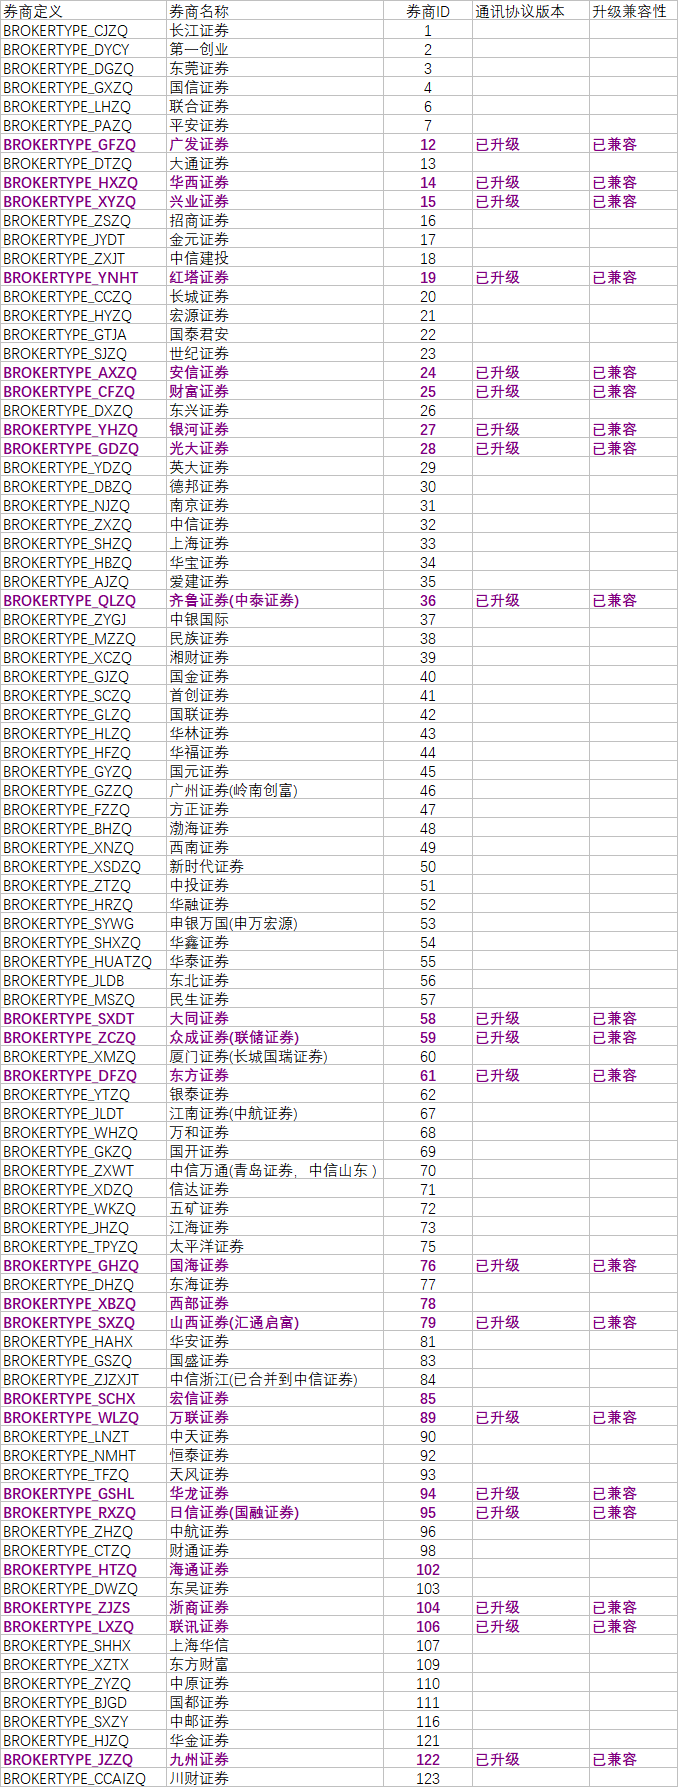 券商定义 券商名称 券商ID 通讯协议版本 升级兼容性
BROKERTYPE_CJZQ 长江证券 1
BROKERTYPE_DYCY 第一创业 2
BROKERTYPE_DGZQ 东莞证券 3
BROKERTYPE_GXZQ 国信证券 4
BROKERTYPE_LHZQ 联合证券 6
BROKERTYPE_PAZQ 平安证券 7
BROKERTYPE_GFZQ 广发证券 12 已升级 已兼容
BROKERTYPE_DTZQ 大通证券 13
BROKERTYPE_HXZQ 华西证券 14 已升级 已兼容
BROKERTYPE_XYZQ 兴业证券 15 已升级 已兼容
BROKERTYPE_ZSZQ 招商证券 16
BROKERTYPE_JYDT 金元证券 17
BROKERTYPE_ZXJT 中信建投 18
BROKERTYPE_YNHT 红塔证券 19 已升级 已兼容
BROKERTYPE_CCZQ 长城证券 20
BROKERTYPE_HYZQ 宏源证券 21
BROKERTYPE_GTJA 国泰君安 22
BROKERTYPE_SJZQ 世纪证券 23
BROKERTYPE_AXZQ 安信证券 24 已升级 已兼容
BROKERTYPE_CFZQ 财富证券 25 已升级 已兼容
BROKERTYPE_DXZQ 东兴证券 26
BROKERTYPE_YHZQ 银河证券 27 已升级 已兼容
BROKERTYPE_GDZQ 光大证券 28 已升级 已兼容
BROKERTYPE_YDZQ 英大证券 29
BROKERTYPE_DBZQ 德邦证券 30
BROKERTYPE_NJZQ 南京证券 31
BROKERTYPE_ZXZQ 中信证券 32
BROKERTYPE_SHZQ 上海证券 33
BROKERTYPE_HBZQ 华宝证券 34
BROKERTYPE_AJZQ 爱建证券 35
BROKERTYPE_QLZQ 齐鲁证券(中泰证券) 36 已升级 已兼容
BROKERTYPE_ZYGJ 中银国际 37
BROKERTYPE_MZZQ 民族证券 38
BROKERTYPE_XCZQ 湘财证券 39
BROKERTYPE_GJZQ 国金证券 40
BROKERTYPE_SCZQ 首创证券 41
BROKERTYPE_GLZQ 国联证券 42
BROKERTYPE_HLZQ 华林证券 43
BROKERTYPE_HFZQ 华福证券 44
BROKERTYPE_GYZQ 国元证券 45
BROKERTYPE_GZZQ 广州证券(岭南创富) 46
BROKERTYPE_FZZQ 方正证券 47
BROKERTYPE_BHZQ 渤海证券 48
BROKERTYPE_XNZQ 西南证券 49
BROKERTYPE_XSDZQ 新时代证券 50
BROKERTYPE_ZTZQ 中投证券 51
BROKERTYPE_HRZQ 华融证券 52
BROKERTYPE_SYWG 申银万国(申万宏源) 53
BROKERTYPE_SHXZQ 华鑫证券 54
BROKERTYPE_HUATZQ 华泰证券 55
BROKERTYPE_JLDB 东北证券 56
BROKERTYPE_MSZQ 民生证券 57
BROKERTYPE_SXDT 大同证券 58 已升级 已兼容
BROKERTYPE_ZCZQ 众成证券(联储证券) 59 已升级 已兼容
BROKERTYPE_XMZQ 厦门证券(长城国瑞证券) 60
BROKERTYPE_DFZQ 东方证券 61 已升级 已兼容
BROKERTYPE_YTZQ 银泰证券 62
BROKERTYPE_JLDT 江南证券(中航证券) 67
BROKERTYPE_WHZQ 万和证券 68
BROKERTYPE_GKZQ 国开证券 69
BROKERTYPE_ZXWT 中信万通(青岛证券，中信山东 ) 70
BROKERTYPE_XDZQ 信达证券 71
BROKERTYPE_WKZQ 五矿证券 72
BROKERTYPE_JHZQ 江海证券 73
BROKERTYPE_TPYZQ 太平洋证券 75
BROKERTYPE_GHZQ 国海证券 76 已升级 已兼容
BROKERTYPE_DHZQ 东海证券 77
BROKERTYPE_XBZQ 西部证券 78
BROKERTYPE_SXZQ 山西证券(汇通启富) 79 已升级 已兼容
BROKERTYPE_HAHX 华安证券 81
BROKERTYPE_GSZQ 国盛证券 83
BROKERTYPE_ZJZXJT 中信浙江(已合并到中信证券) 84
BROKERTYPE_SCHX 宏信证券 85
BROKERTYPE_WLZQ 万联证券 89 已升级 已兼容
BROKERTYPE_LNZT 中天证券 90
BROKERTYPE_NMHT 恒泰证券 92
BROKERTYPE_TFZQ 天风证券 93
BROKERTYPE_GSHL 华龙证券 94 已升级 已兼容
BROKERTYPE_RXZQ 日信证券(国融证券) 95 已升级 已兼容
BROKERTYPE_ZHZQ 中航证券 96
BROKERTYPE_CTZQ 财通证券 98
BROKERTYPE_HTZQ 海通证券 102
BROKERTYPE_DWZQ 东吴证券 103
BROKERTYPE_ZJZS 浙商证券 104 已升级 已兼容
BROKERTYPE_LXZQ 联讯证券 106 已升级 已兼容
BROKERTYPE_SHHX 上海华信 107
BROKERTYPE_XZTX 东方财富 109
BROKERTYPE_ZYZQ 中原证券 110
BROKERTYPE_BJGD 国都证券 111
BROKERTYPE_SXZY 中邮证券 116
BROKERTYPE_HJZQ 华金证券 121
BROKERTYPE_JZZQ 九州证券 122 已升级 已兼容
BROKERTYPE_CCAIZQ 川财证券 123